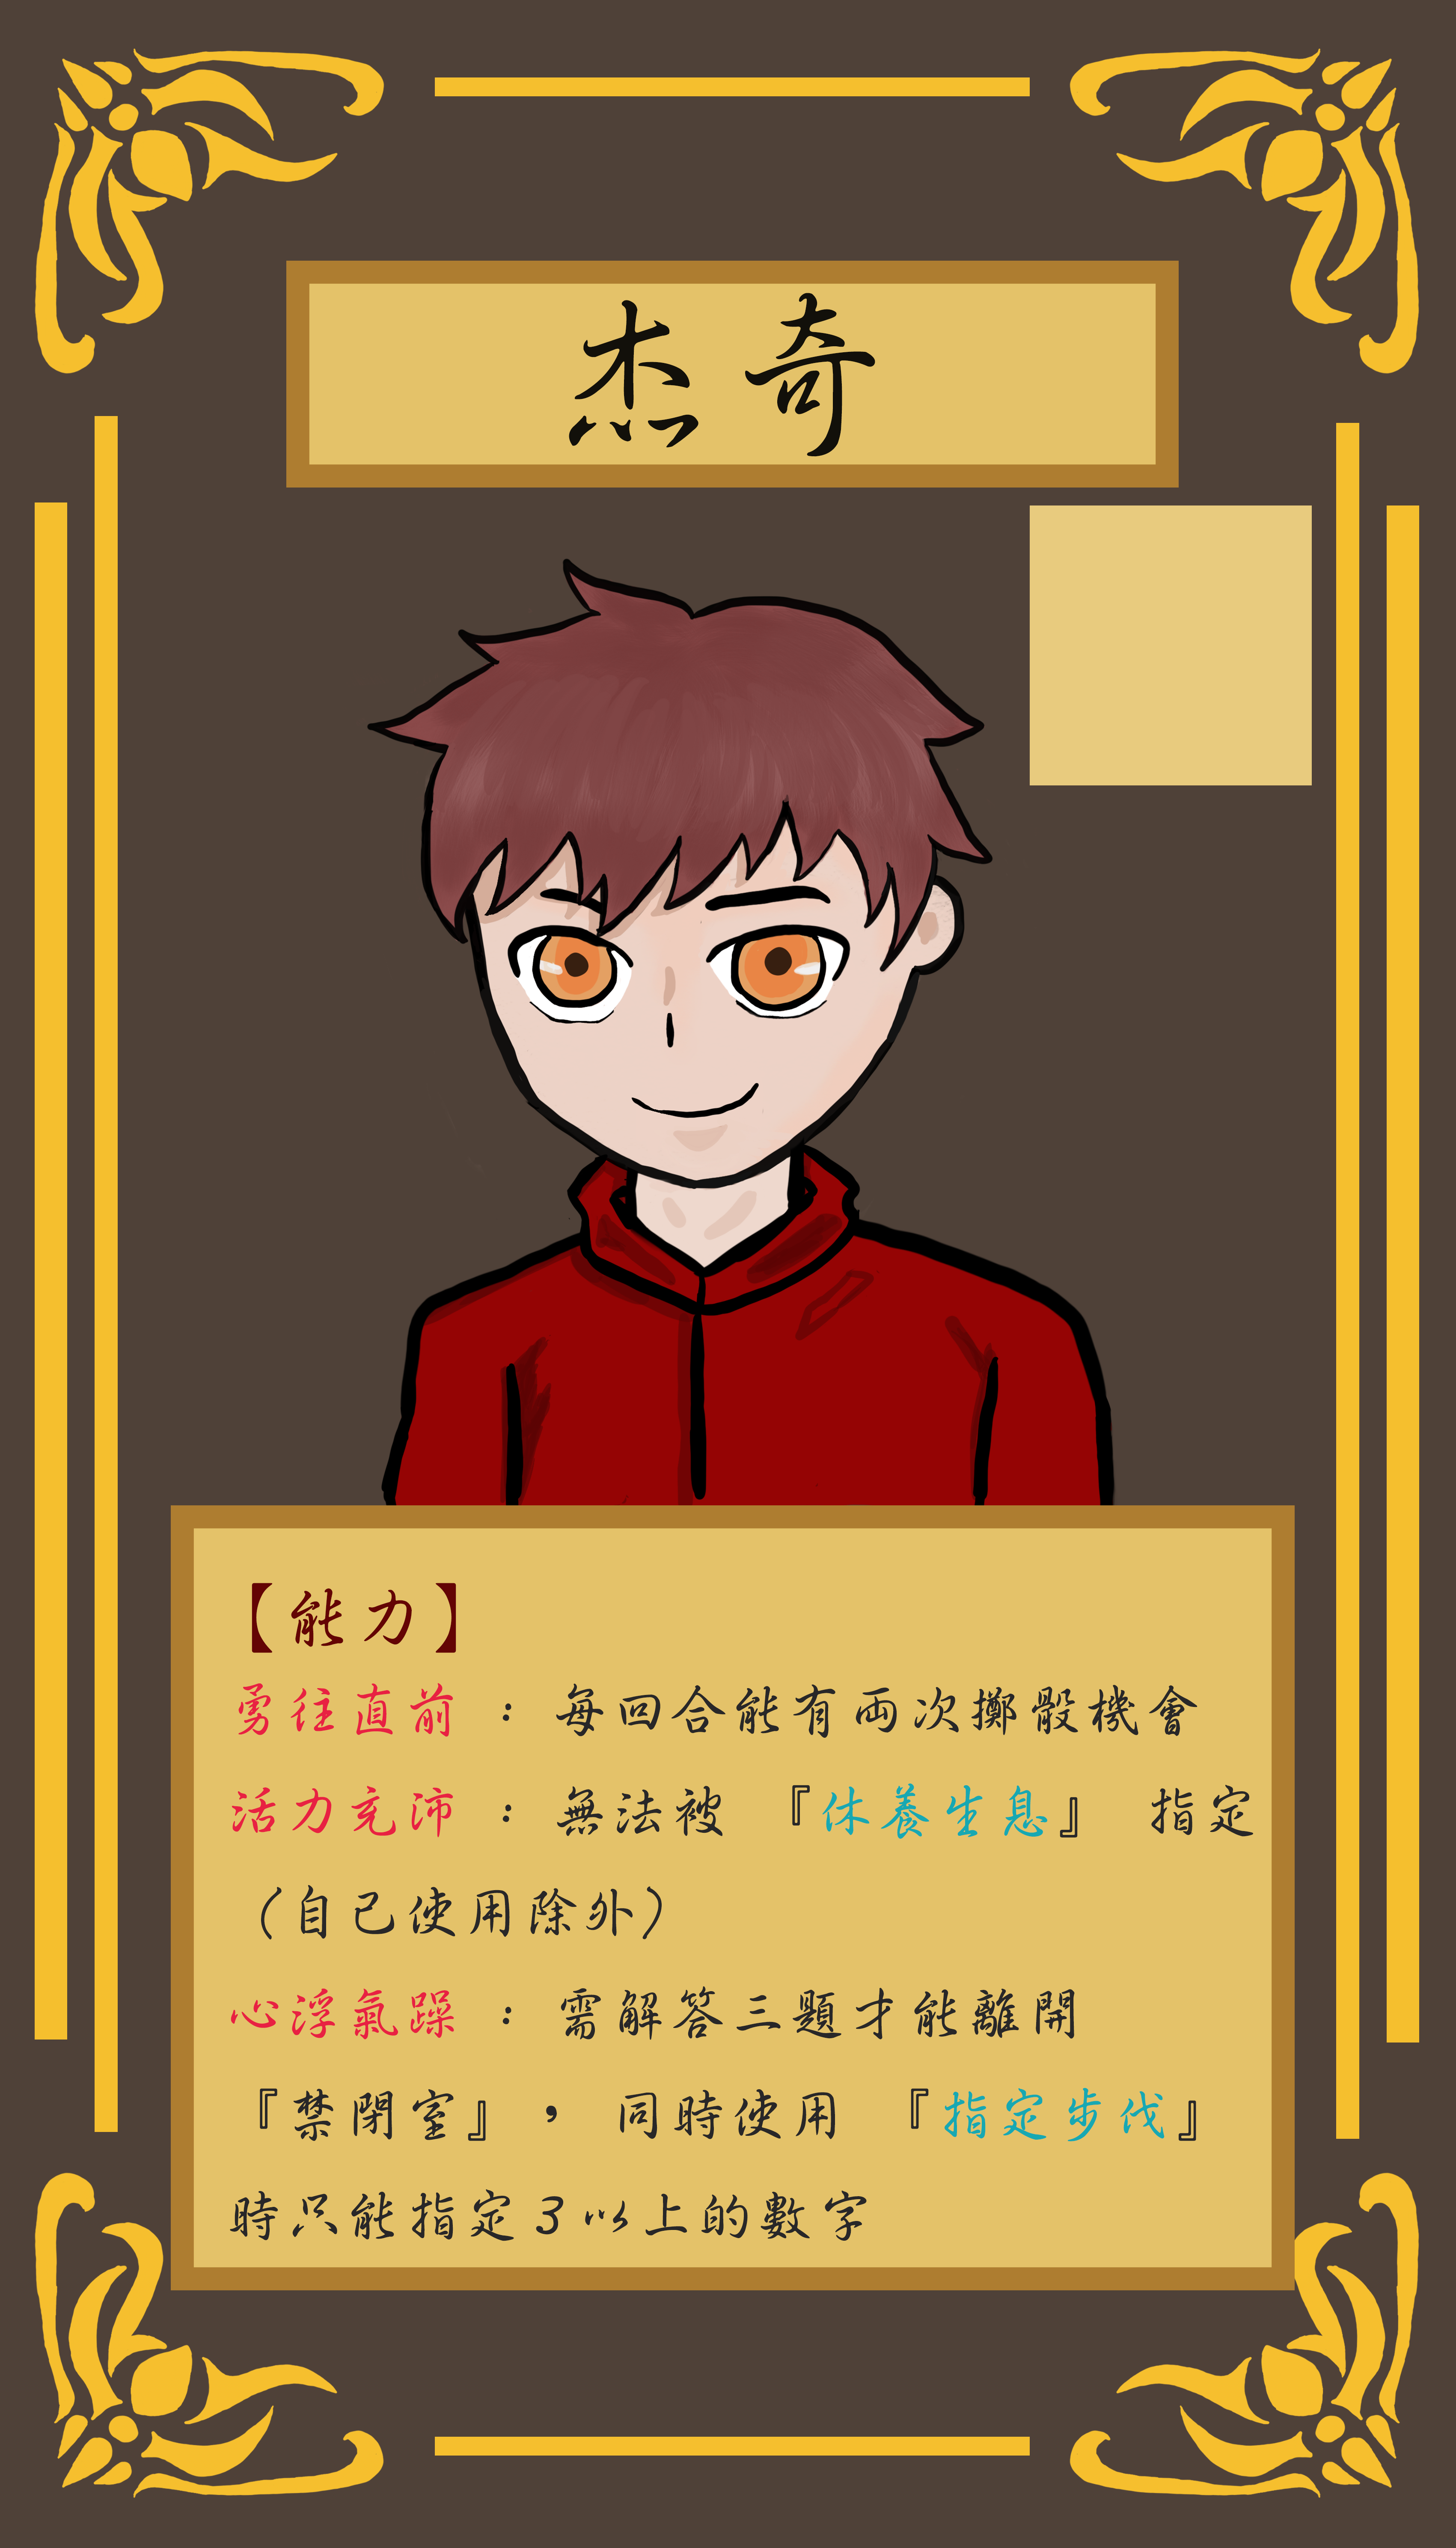 杰奇
【能力】
勇往直前：每回合能有両次擲骰機會
活力充沛：無法被『休養生息』 指定
（自己使用除外）
心浮氣躁：需解答三題才能離開
『禁閉室』，同時使用『指定步伐』
時只能指定3以上的數字